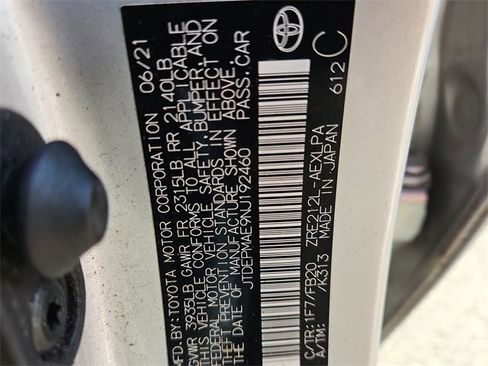 MFD. BY: TOYOTA MOTOR CORPORATION 06/21
GVWR 3935LB GAWR FR 2315LB RR 2140LB
THIS VEHICLE CONFORMS TO ALL APPLICABLE
FEDERAL MOTOR VEHICLE SAFETY, BUMPER, AND
THEFT PREVENTION STANDARDS IN EFFECT ON
THE DATE OF MANUFACTURE SHOWN ABOVE.
JTDEPMAE9NJ192460 PASS. CAR
C/TR: 1F7/FB20 ZRE212L-AEXLPA
A/TM: /K313 MADE IN JAPAN 612 C